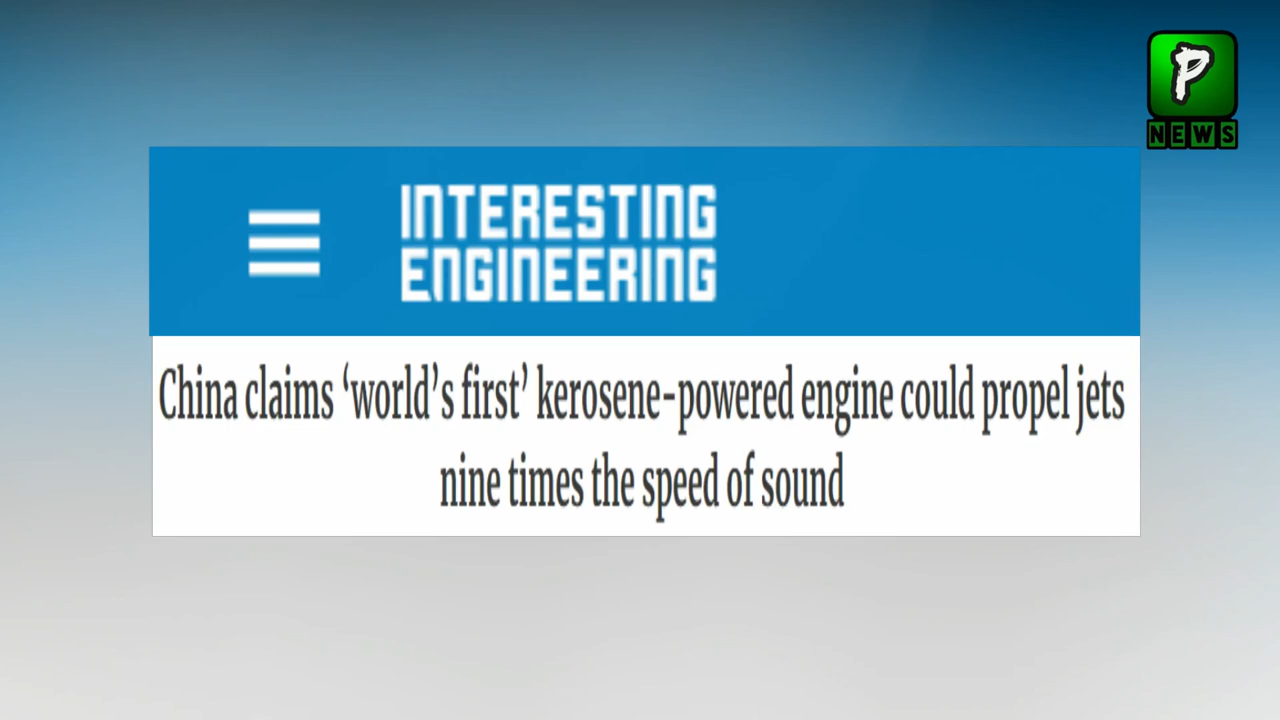 P
NEWS
INTERESTING
ENGINEERING
China claims ‘world’s first’ kerosene-powered engine could propel jets
nine times the speed of sound